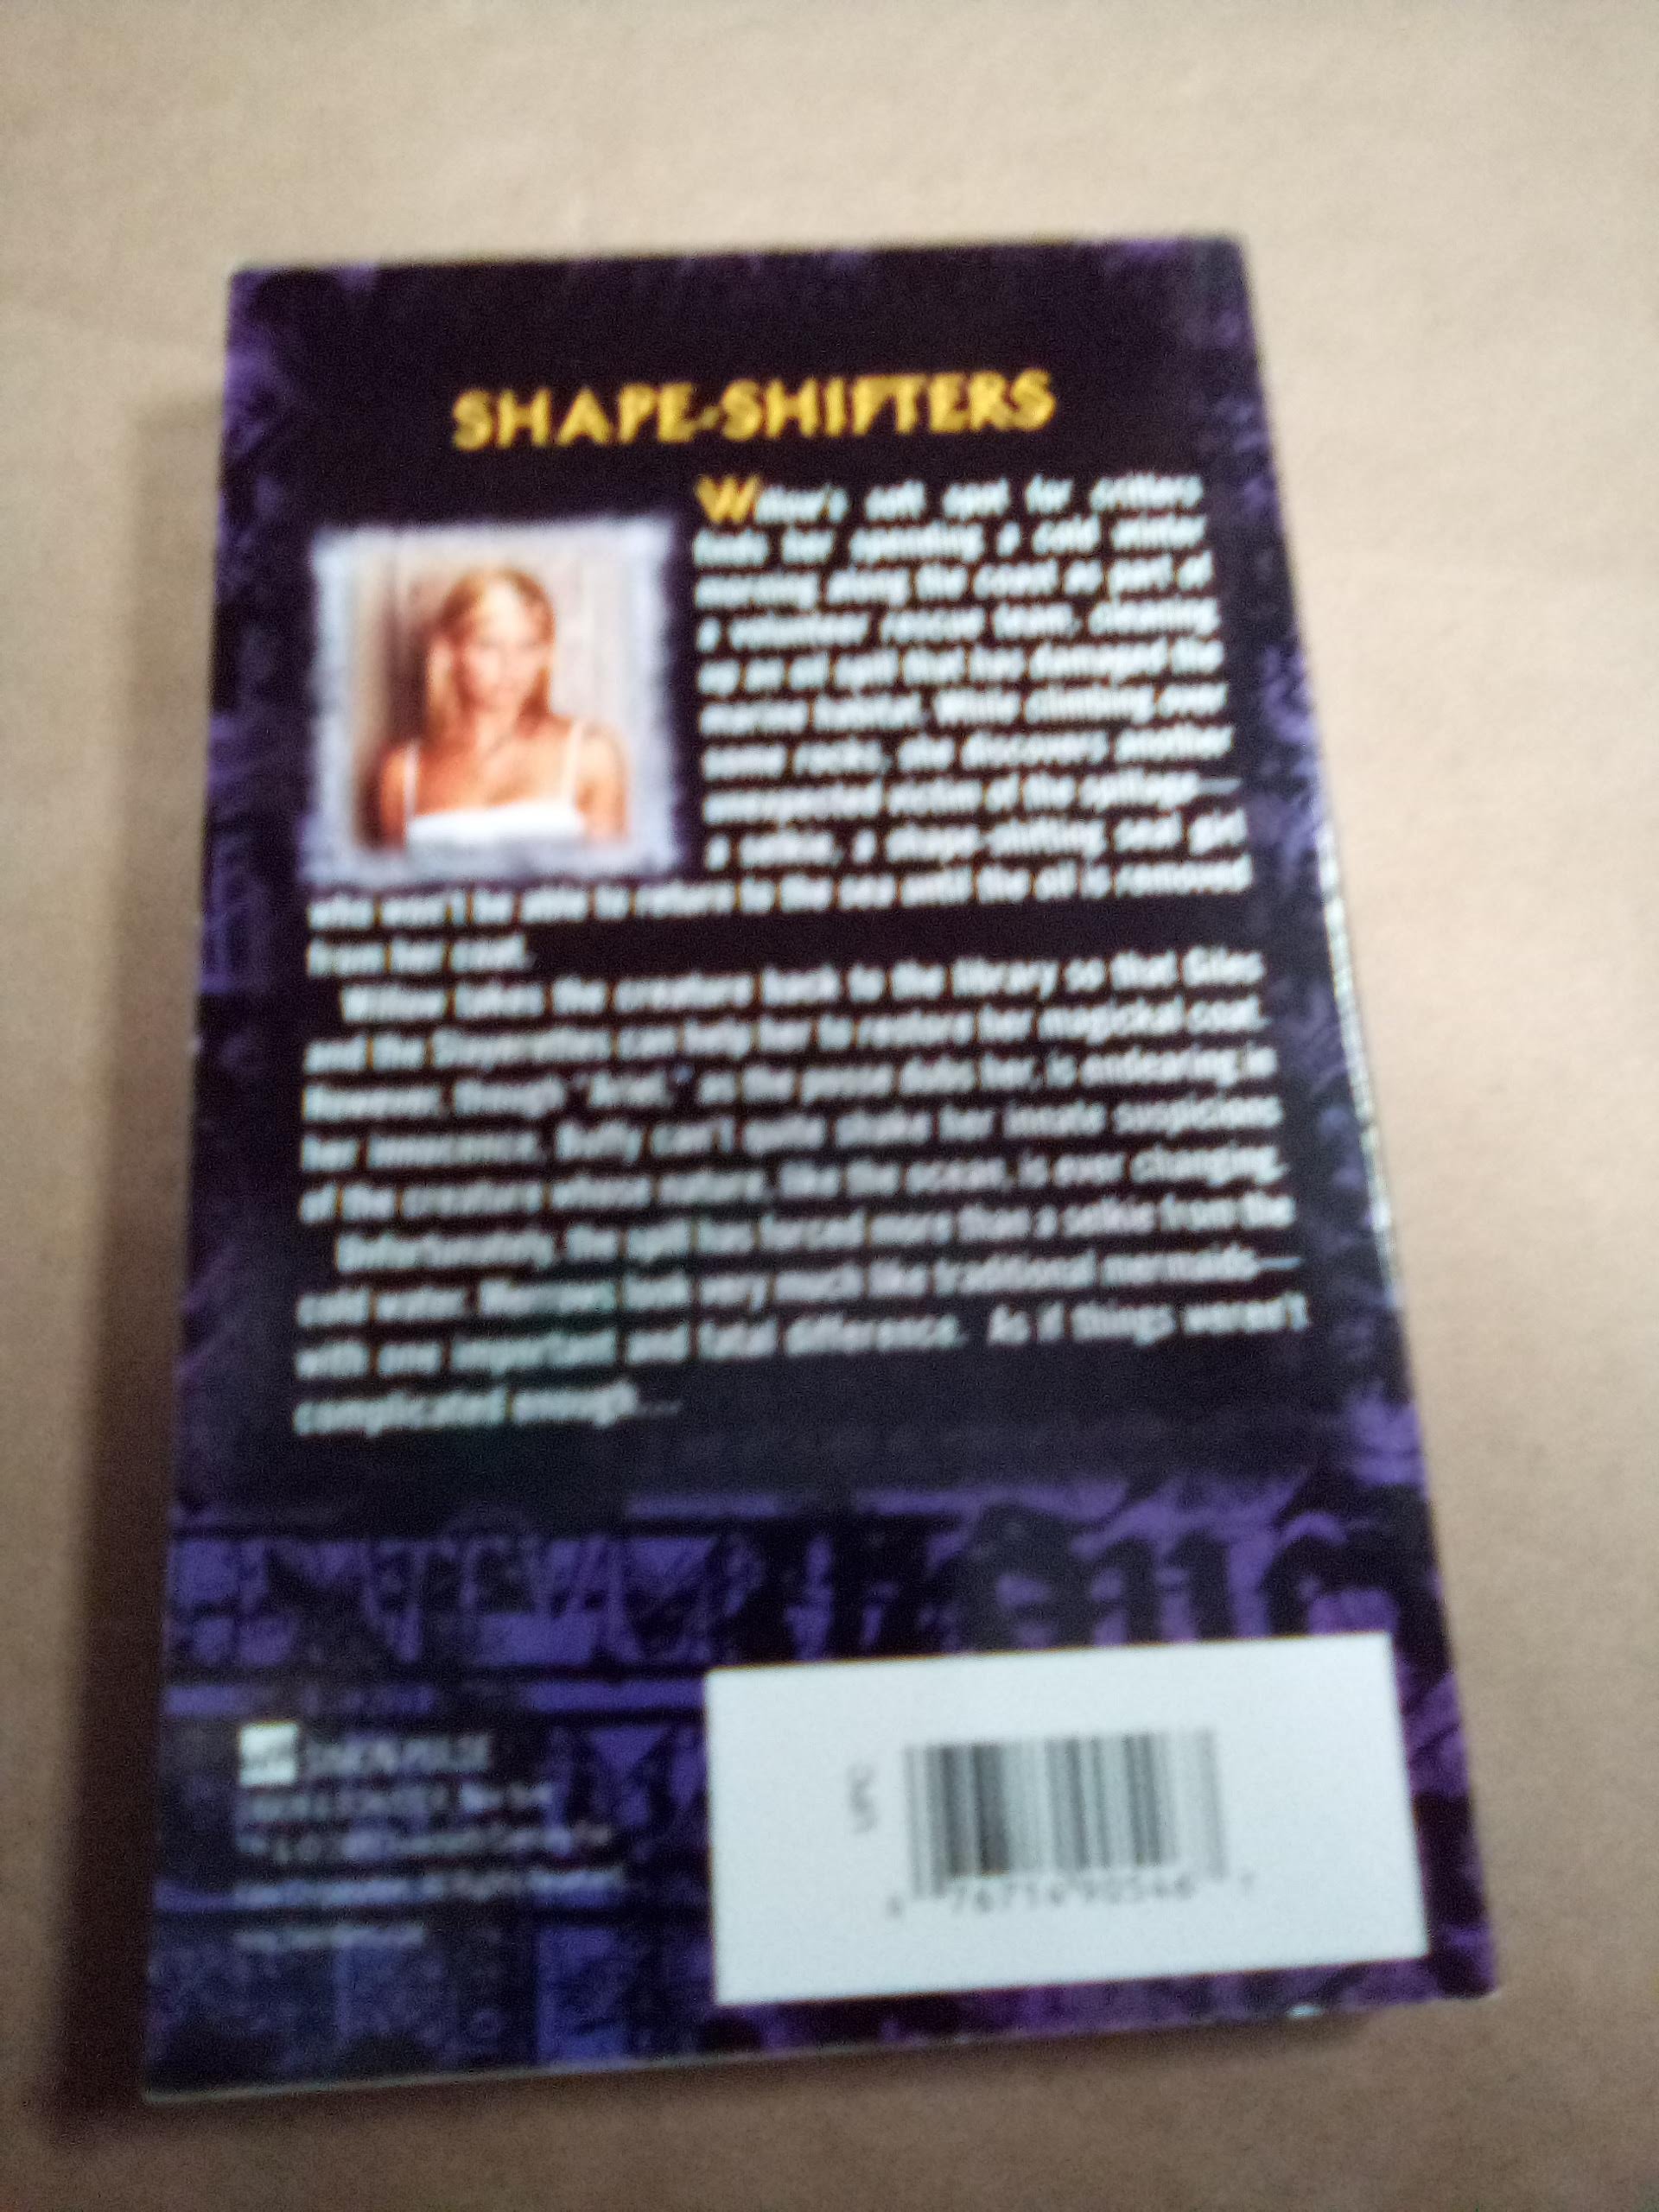 SHAPE-SHIFTERS
Willow's soft spot for critters
finds her spending a cold winter
morning along the coast as part of
a volunteer rescue team, cleaning
up an oil spill that has damaged the
marine habitat. While climbing over
some rocks, she discovers another
unexpected victim of the spillage—
a selkie, a shape-shifting seal girl
who won't be able to return to the sea until the oil is removed
from her coat.
Willow takes the creature back to the library so that Giles
and the Slayerettes can help her to restore her magickal coat.
However, though "Ariel," as the posse dubs her, is endearing in
her innocence, Buffy can't quite shake her innate suspicions
of the creature whose nature, like the ocean, is ever changing.
Unfortunately, the spill has forced more than a selkie from the
cold water. Merrows look very much like traditional mermaids—
with one important and fatal difference. As if things weren't
complicated enough...
SIMON PULSE
UPC